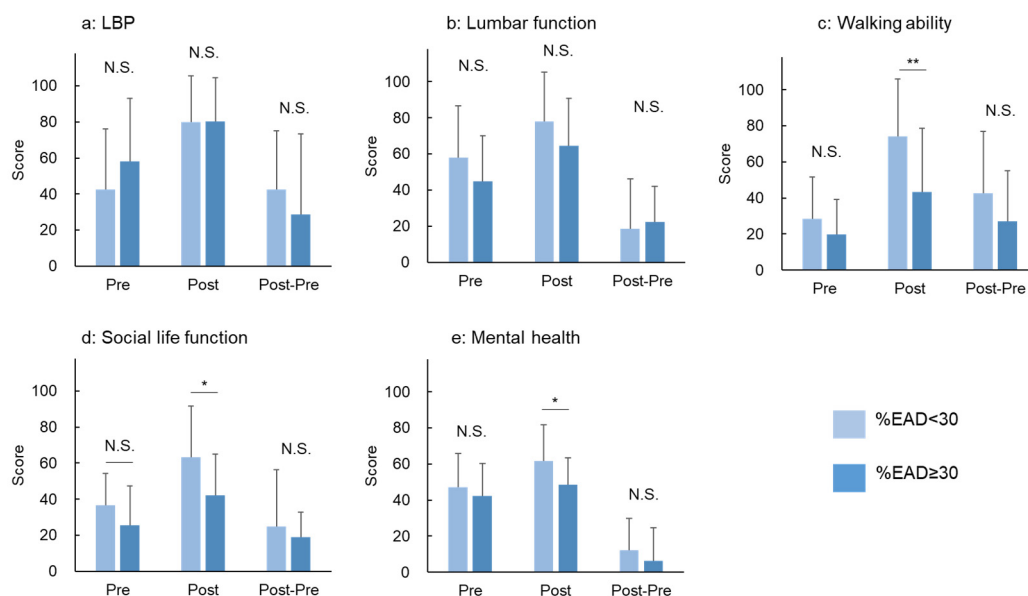 a: LBP
N.S.
N.S.
N.S.
100
80
60
40
20
0
Score
Pre
Post
Post-Pre
b: Lumbar function
N.S.
N.S.
N.S.
100
80
60
40
20
0
Score
Pre
Post
Post-Pre
c: Walking ability
**
N.S.
N.S.
100
80
60
40
20
0
Score
Pre
Post
Post-Pre
d: Social life function
*
N.S.
N.S.
100
80
60
40
20
0
Score
Pre
Post
Post-Pre
e: Mental health
*
N.S.
N.S.
100
80
60
40
20
0
Score
Pre
Post
Post-Pre
%EAD<30
%EAD≥30